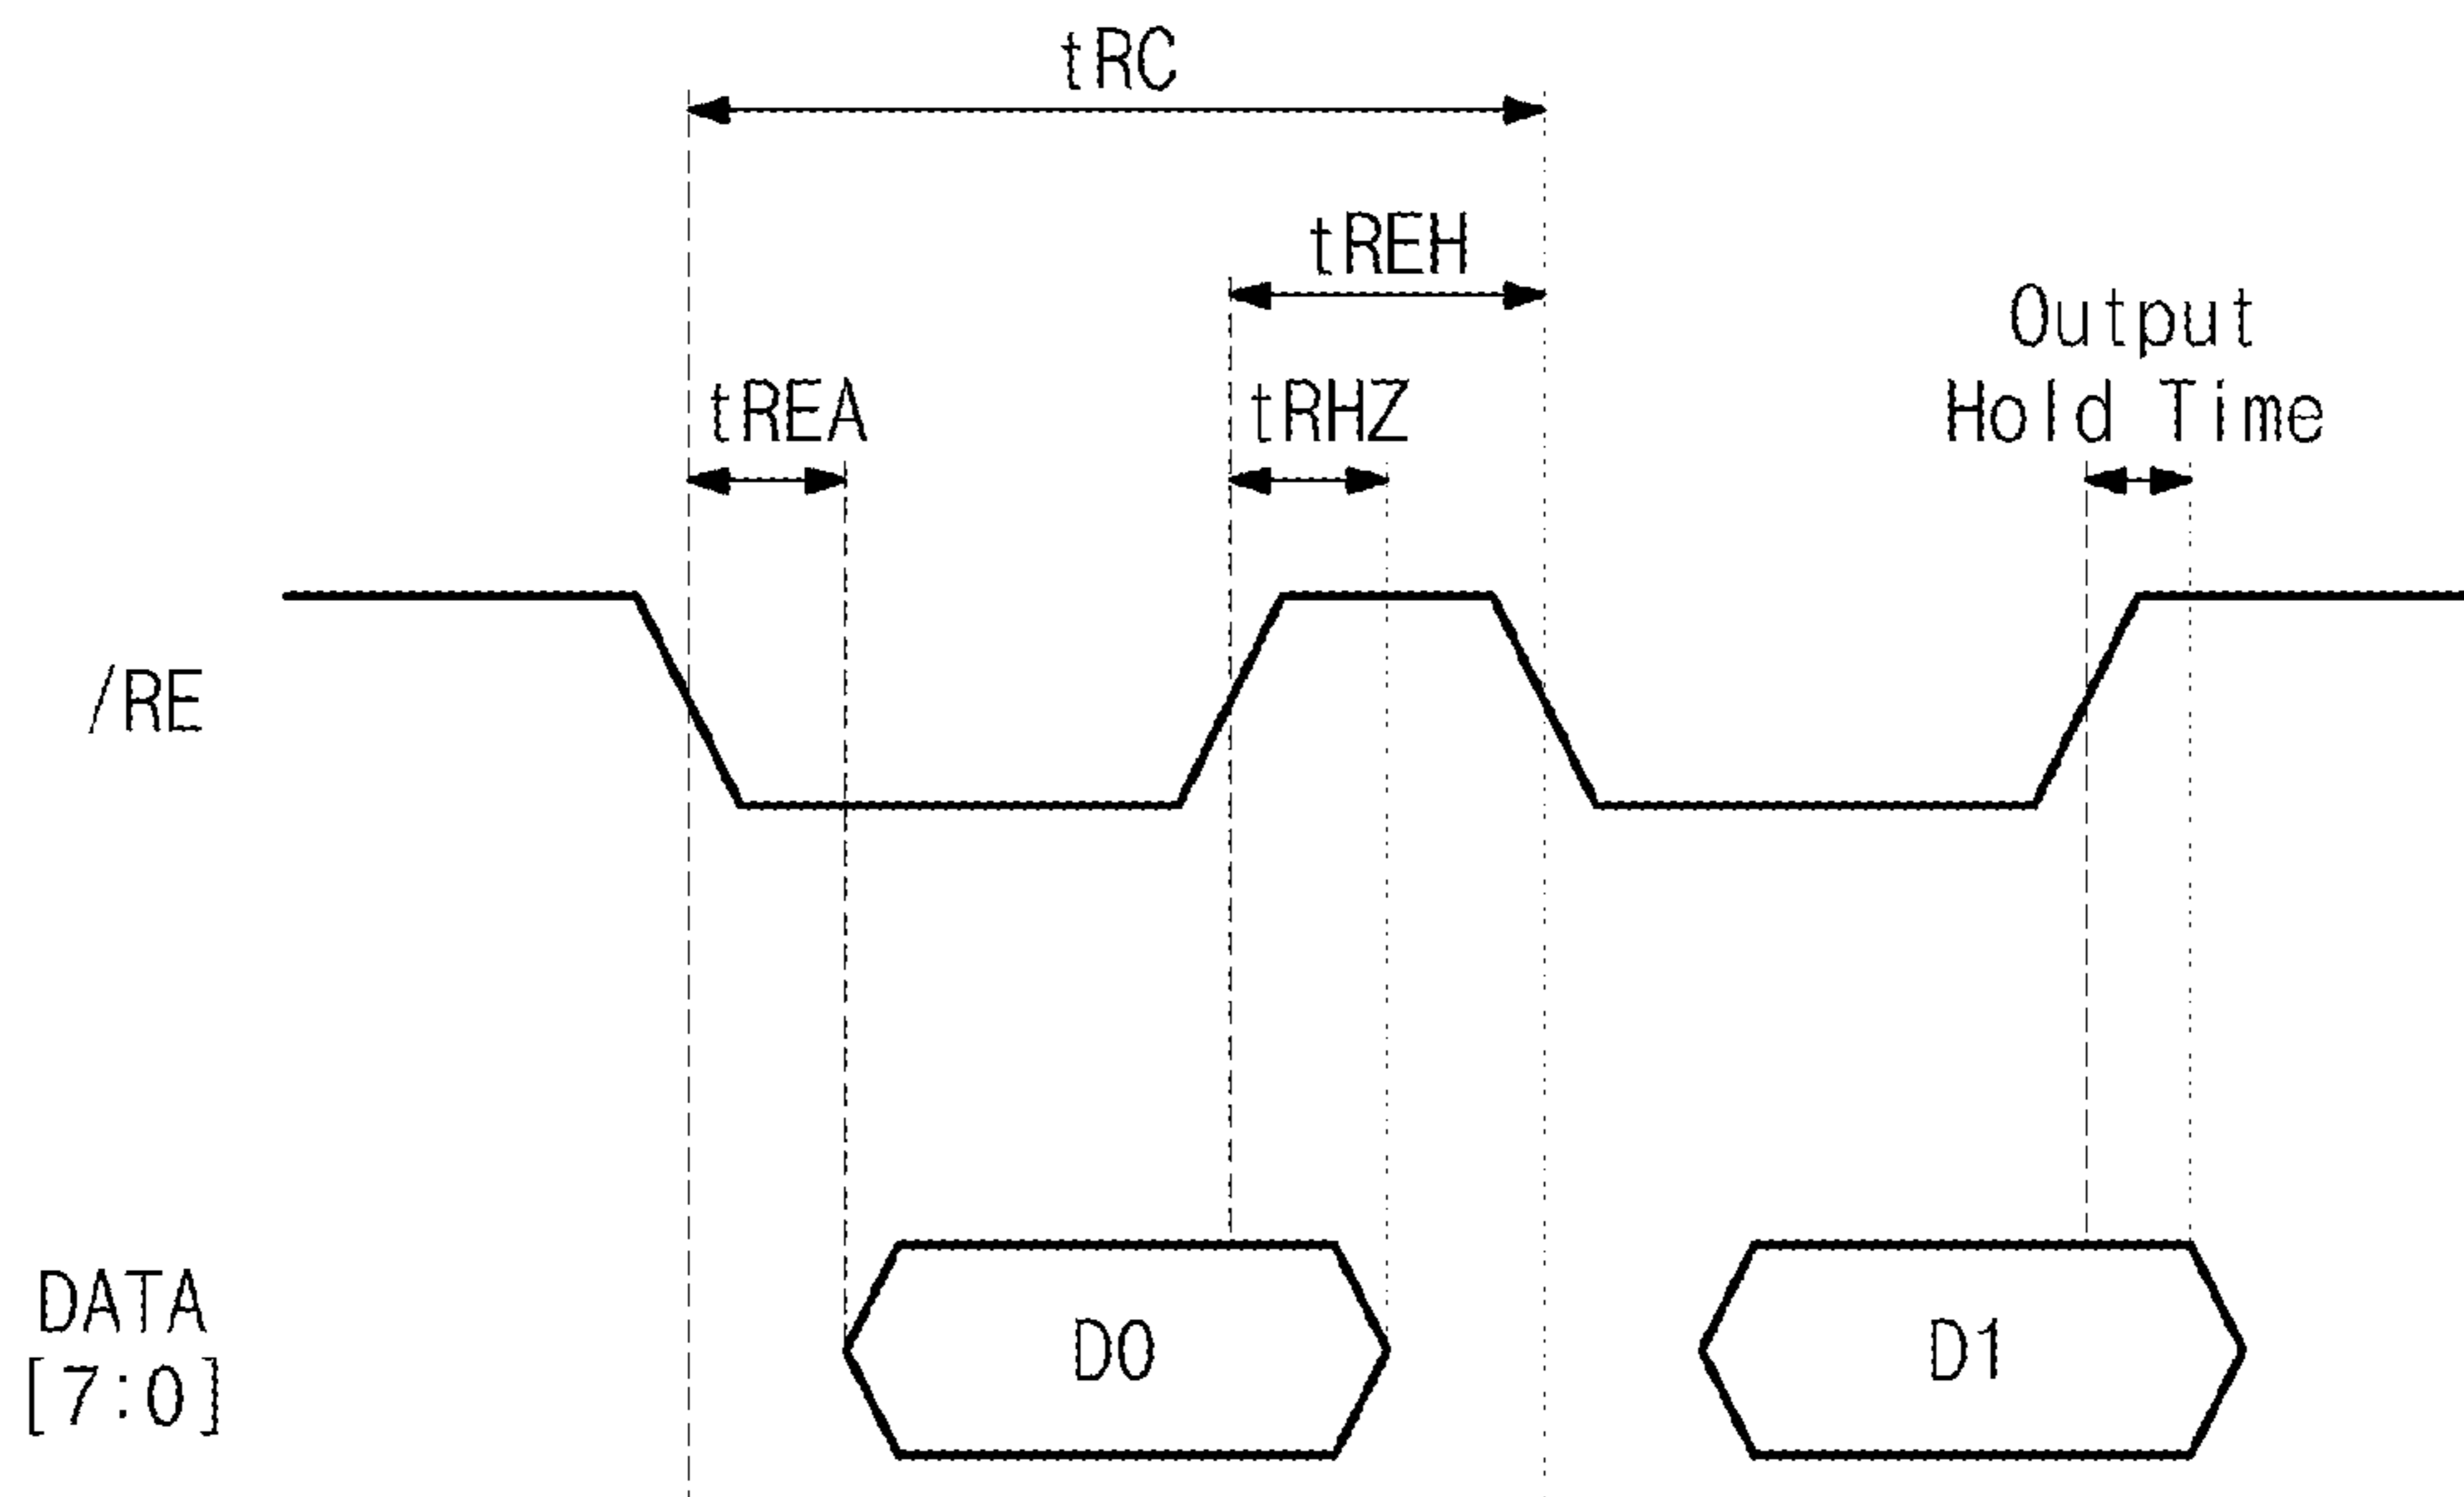 tRC
tREH
Output
Hold Time
tREA
tRHZ
/RE
DATA
[7:0]
D0
D1